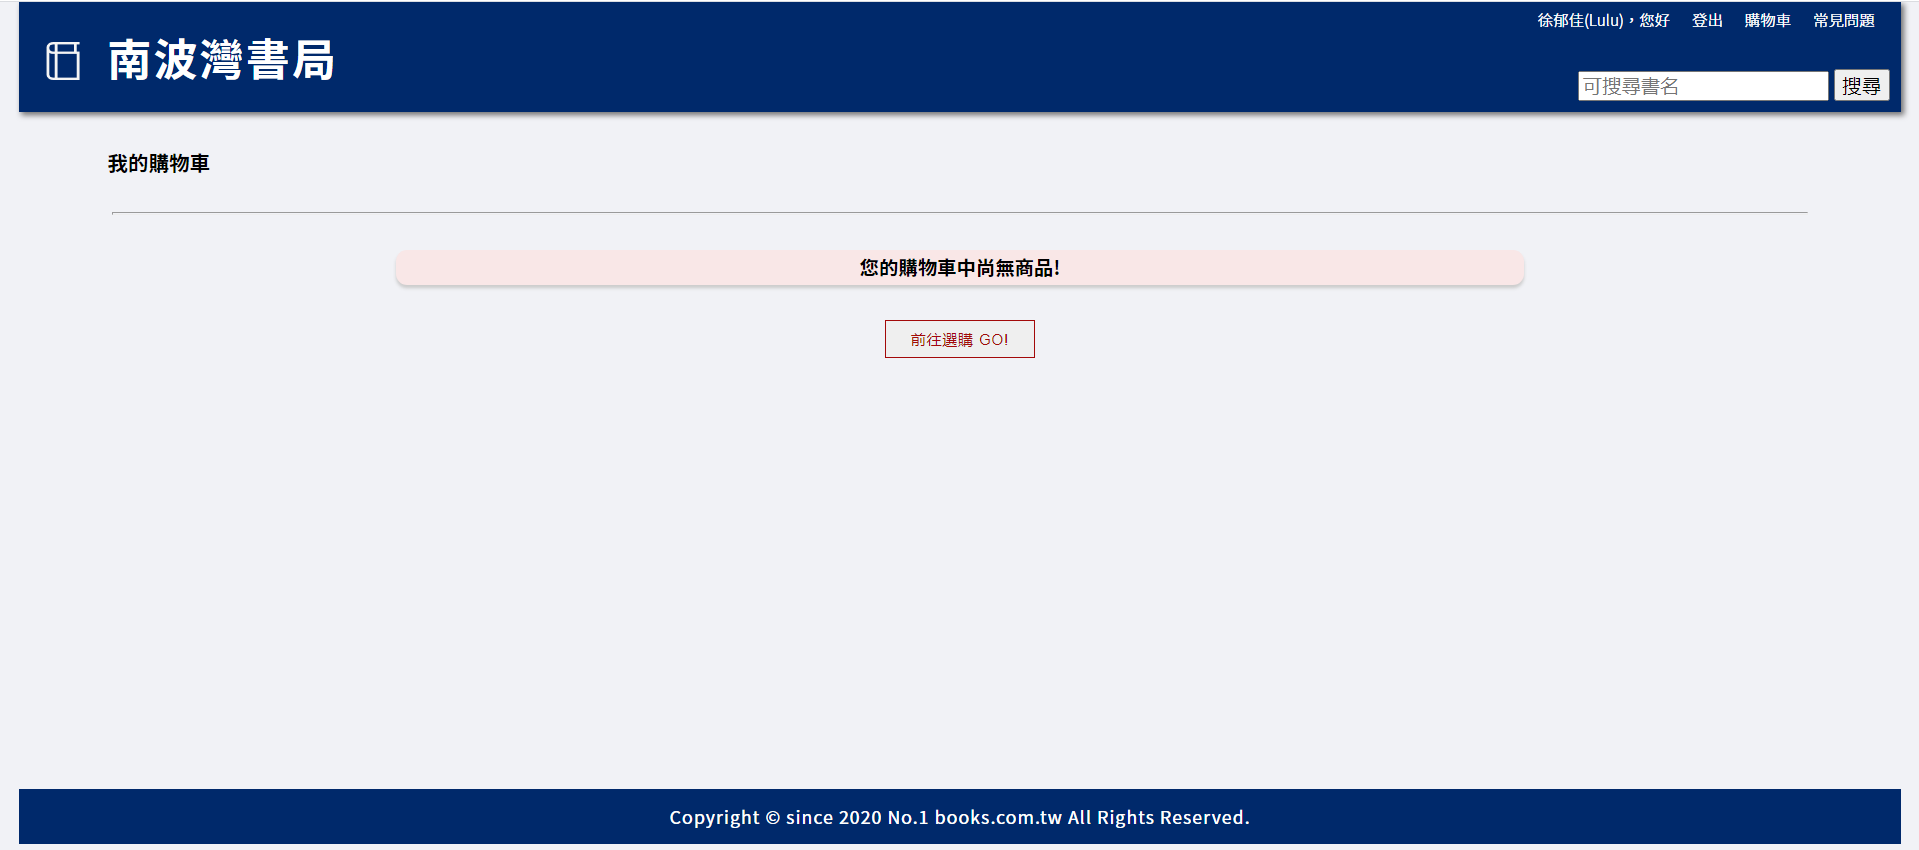 徐郁佳(Lulu),您好 登出 購物車 常見問題
南波灣書局
可搜尋書名 搜尋
我的購物車
您的購物車中尚無商品!
前往選購 GO!
Copyright © since 2020 No.1 books.com.tw All Rights Reserved.